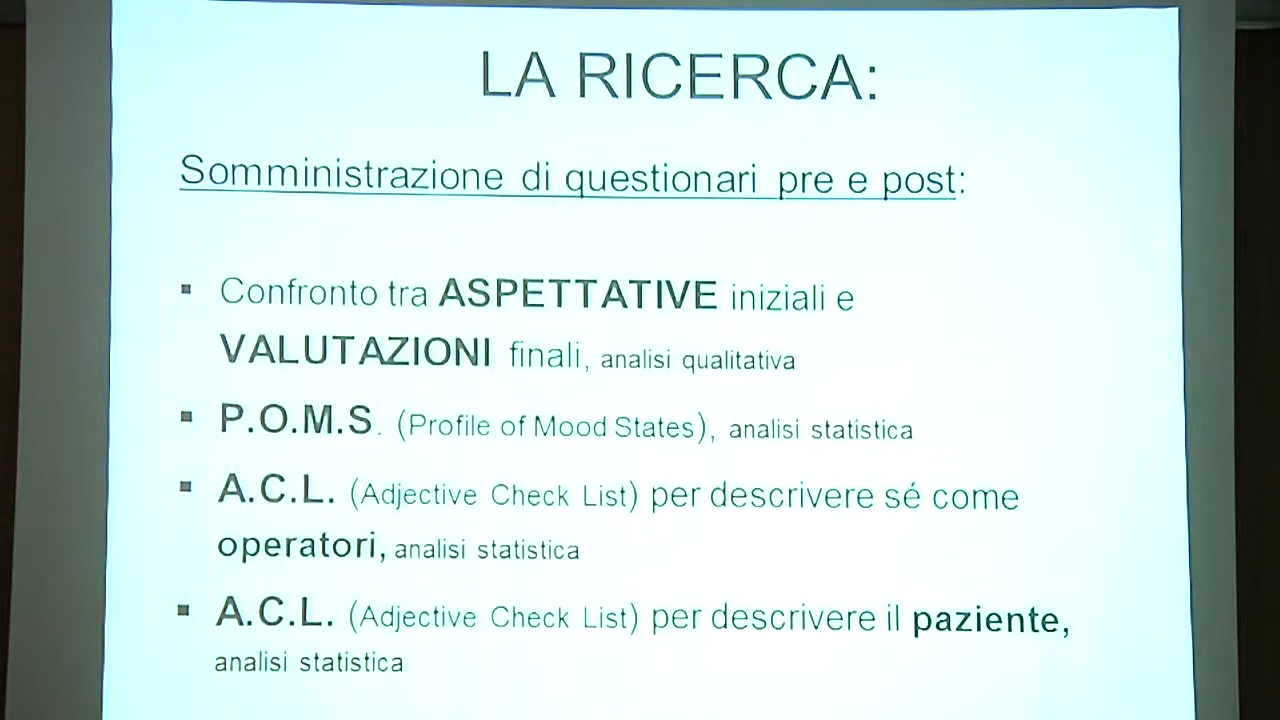 LA RICERCA:
Somministrazione di questionari pre e post:
▪ Confronto tra ASPETTATIVE iniziali e
VALUTAZIONI finali, analisi qualitativa
▪ P.O.M.S. (Profile of Mood States), analisi statistica
▪ A.C.L. (Adjective Check List) per descrivere sé come
operatori, analisi statistica
▪ A.C.L. (Adjective Check List) per descrivere il paziente,
analisi statistica